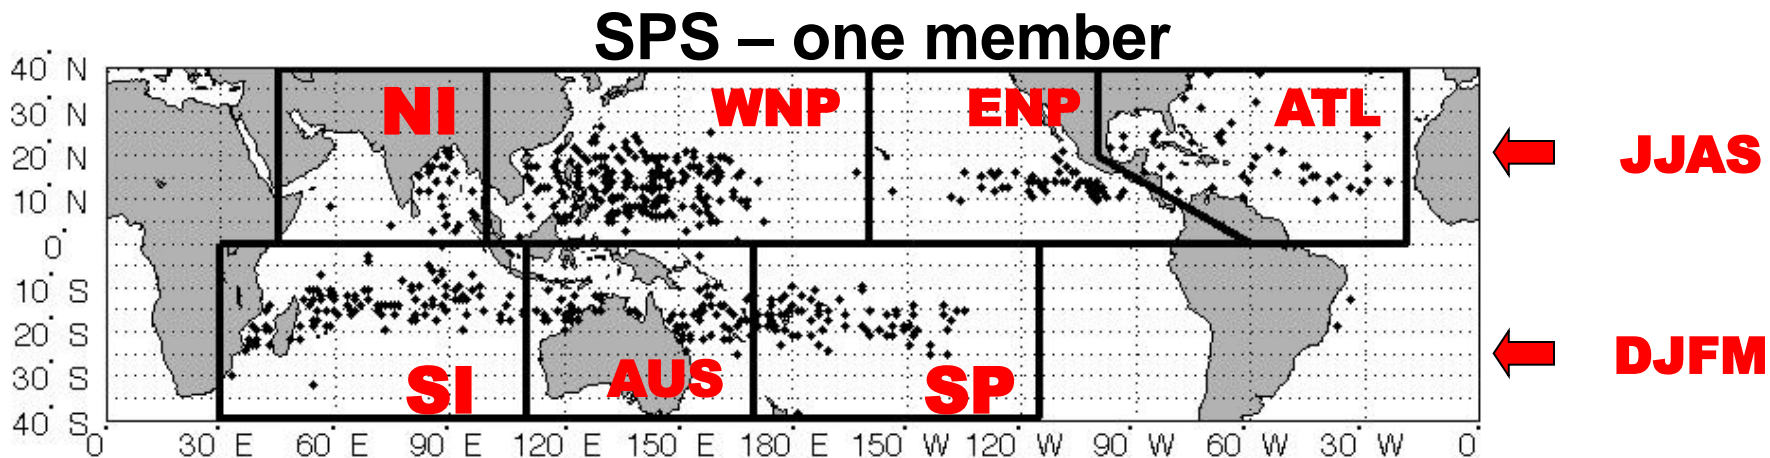 SPS – one member
40° N
30° N
20° N
10° N
0°
10° S
20° S
30° S
40° S
NI
WNP
ENP
ATL
JJAS
SI
AUS
SP
DJFM
0° 30° E 60° E 90° E 120° E 150° E 180° E 150° W 120° W 90° W 60° W 30° W 0°